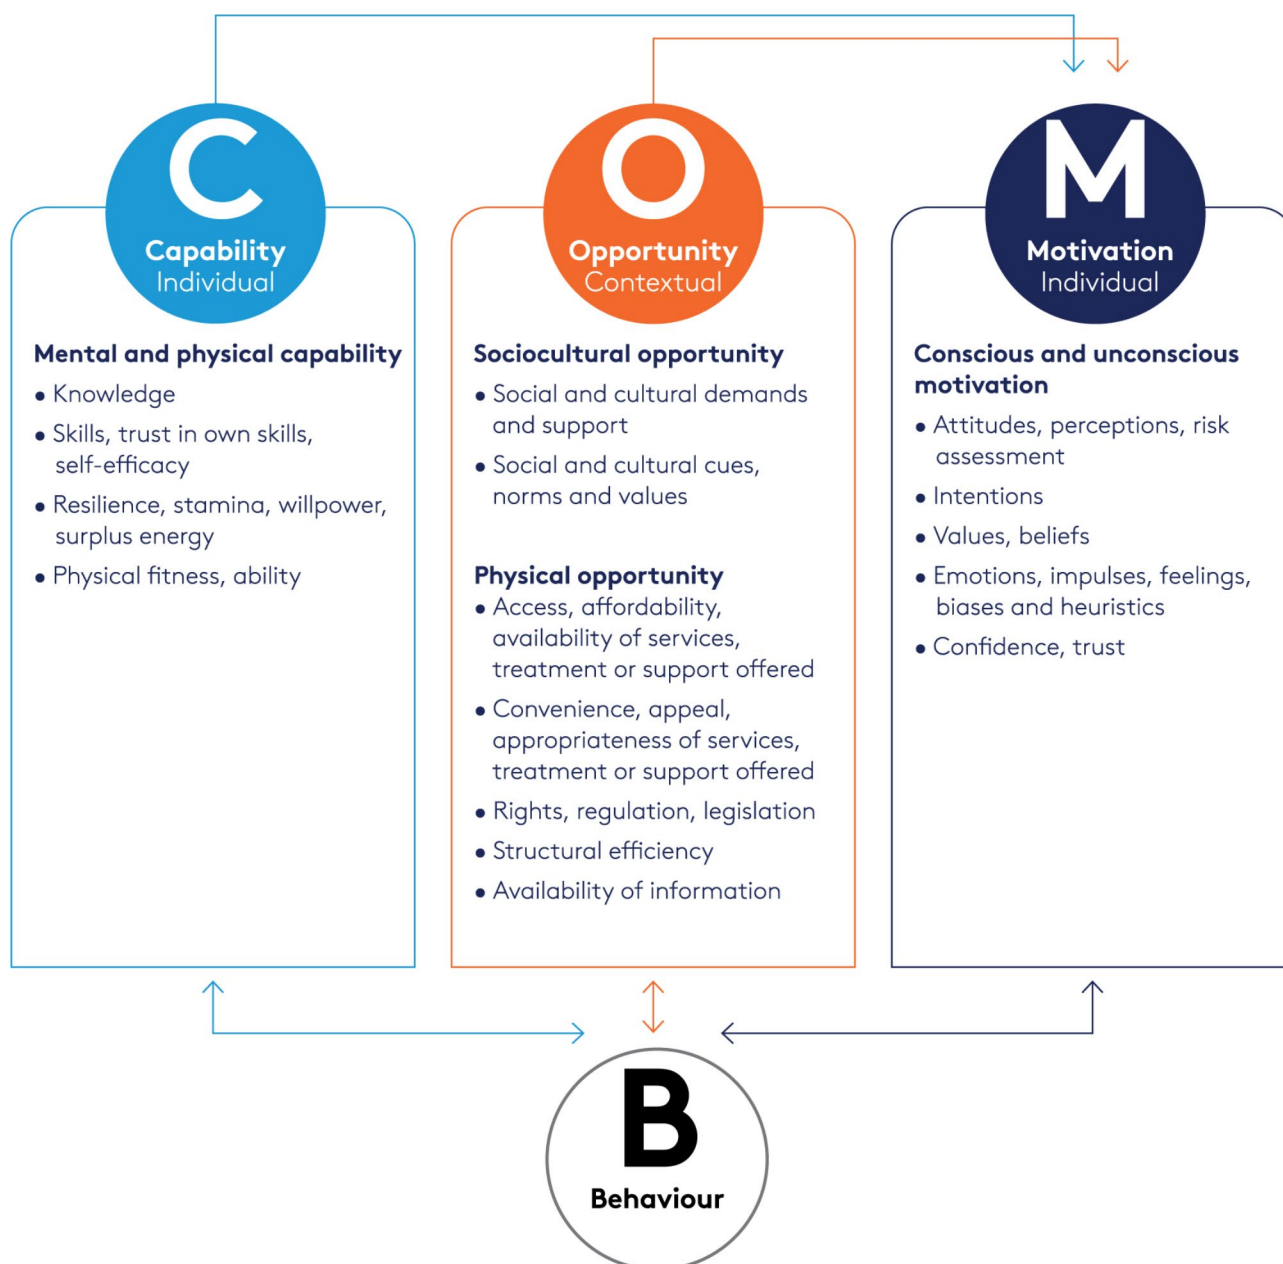 C
Capability
Individual
Mental and physical capability
• Knowledge
• Skills, trust in own skills,
self-efficacy
• Resilience, stamina, willpower,
surplus energy
• Physical fitness, ability
O
Opportunity
Contextual
Sociocultural opportunity
• Social and cultural demands
and support
• Social and cultural cues,
norms and values
Physical opportunity
• Access, affordability,
availability of services,
treatment or support offered
• Convenience, appeal,
appropriateness of services,
treatment or support offered
• Rights, regulation, legislation
• Structural efficiency
• Availability of information
M
Motivation
Individual
Conscious and unconscious
motivation
• Attitudes, perceptions, risk
assessment
• Intentions
• Values, beliefs
• Emotions, impulses, feelings,
biases and heuristics
• Confidence, trust
B
Behaviour